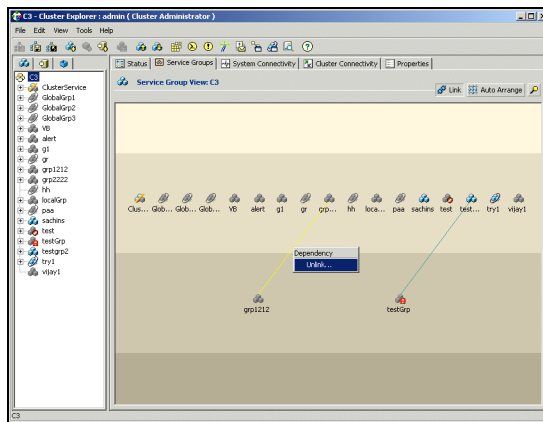 C3 - Cluster Explorer : admin ( Cluster Administrator )
File Edit View Tools Help
Status Service Groups System Connectivity Cluster Connectivity Properties
Service Group View: C3
Link Auto Arrange
C3
ClusterService
GlobalGrp1
GlobalGrp2
GlobalGrp3
VB
alert
g1
gr
grp1212
grp2222
hh
localGrp
paa
sachins
test
testGrp
testgrp2
try1
vijay1
Clus... Glob... Glob... Glob... VB alert g1 gr grp... hh loca... paa sachins test test... try1 vijay1
Dependency
Unlink...
grp1212 testGrp
C3